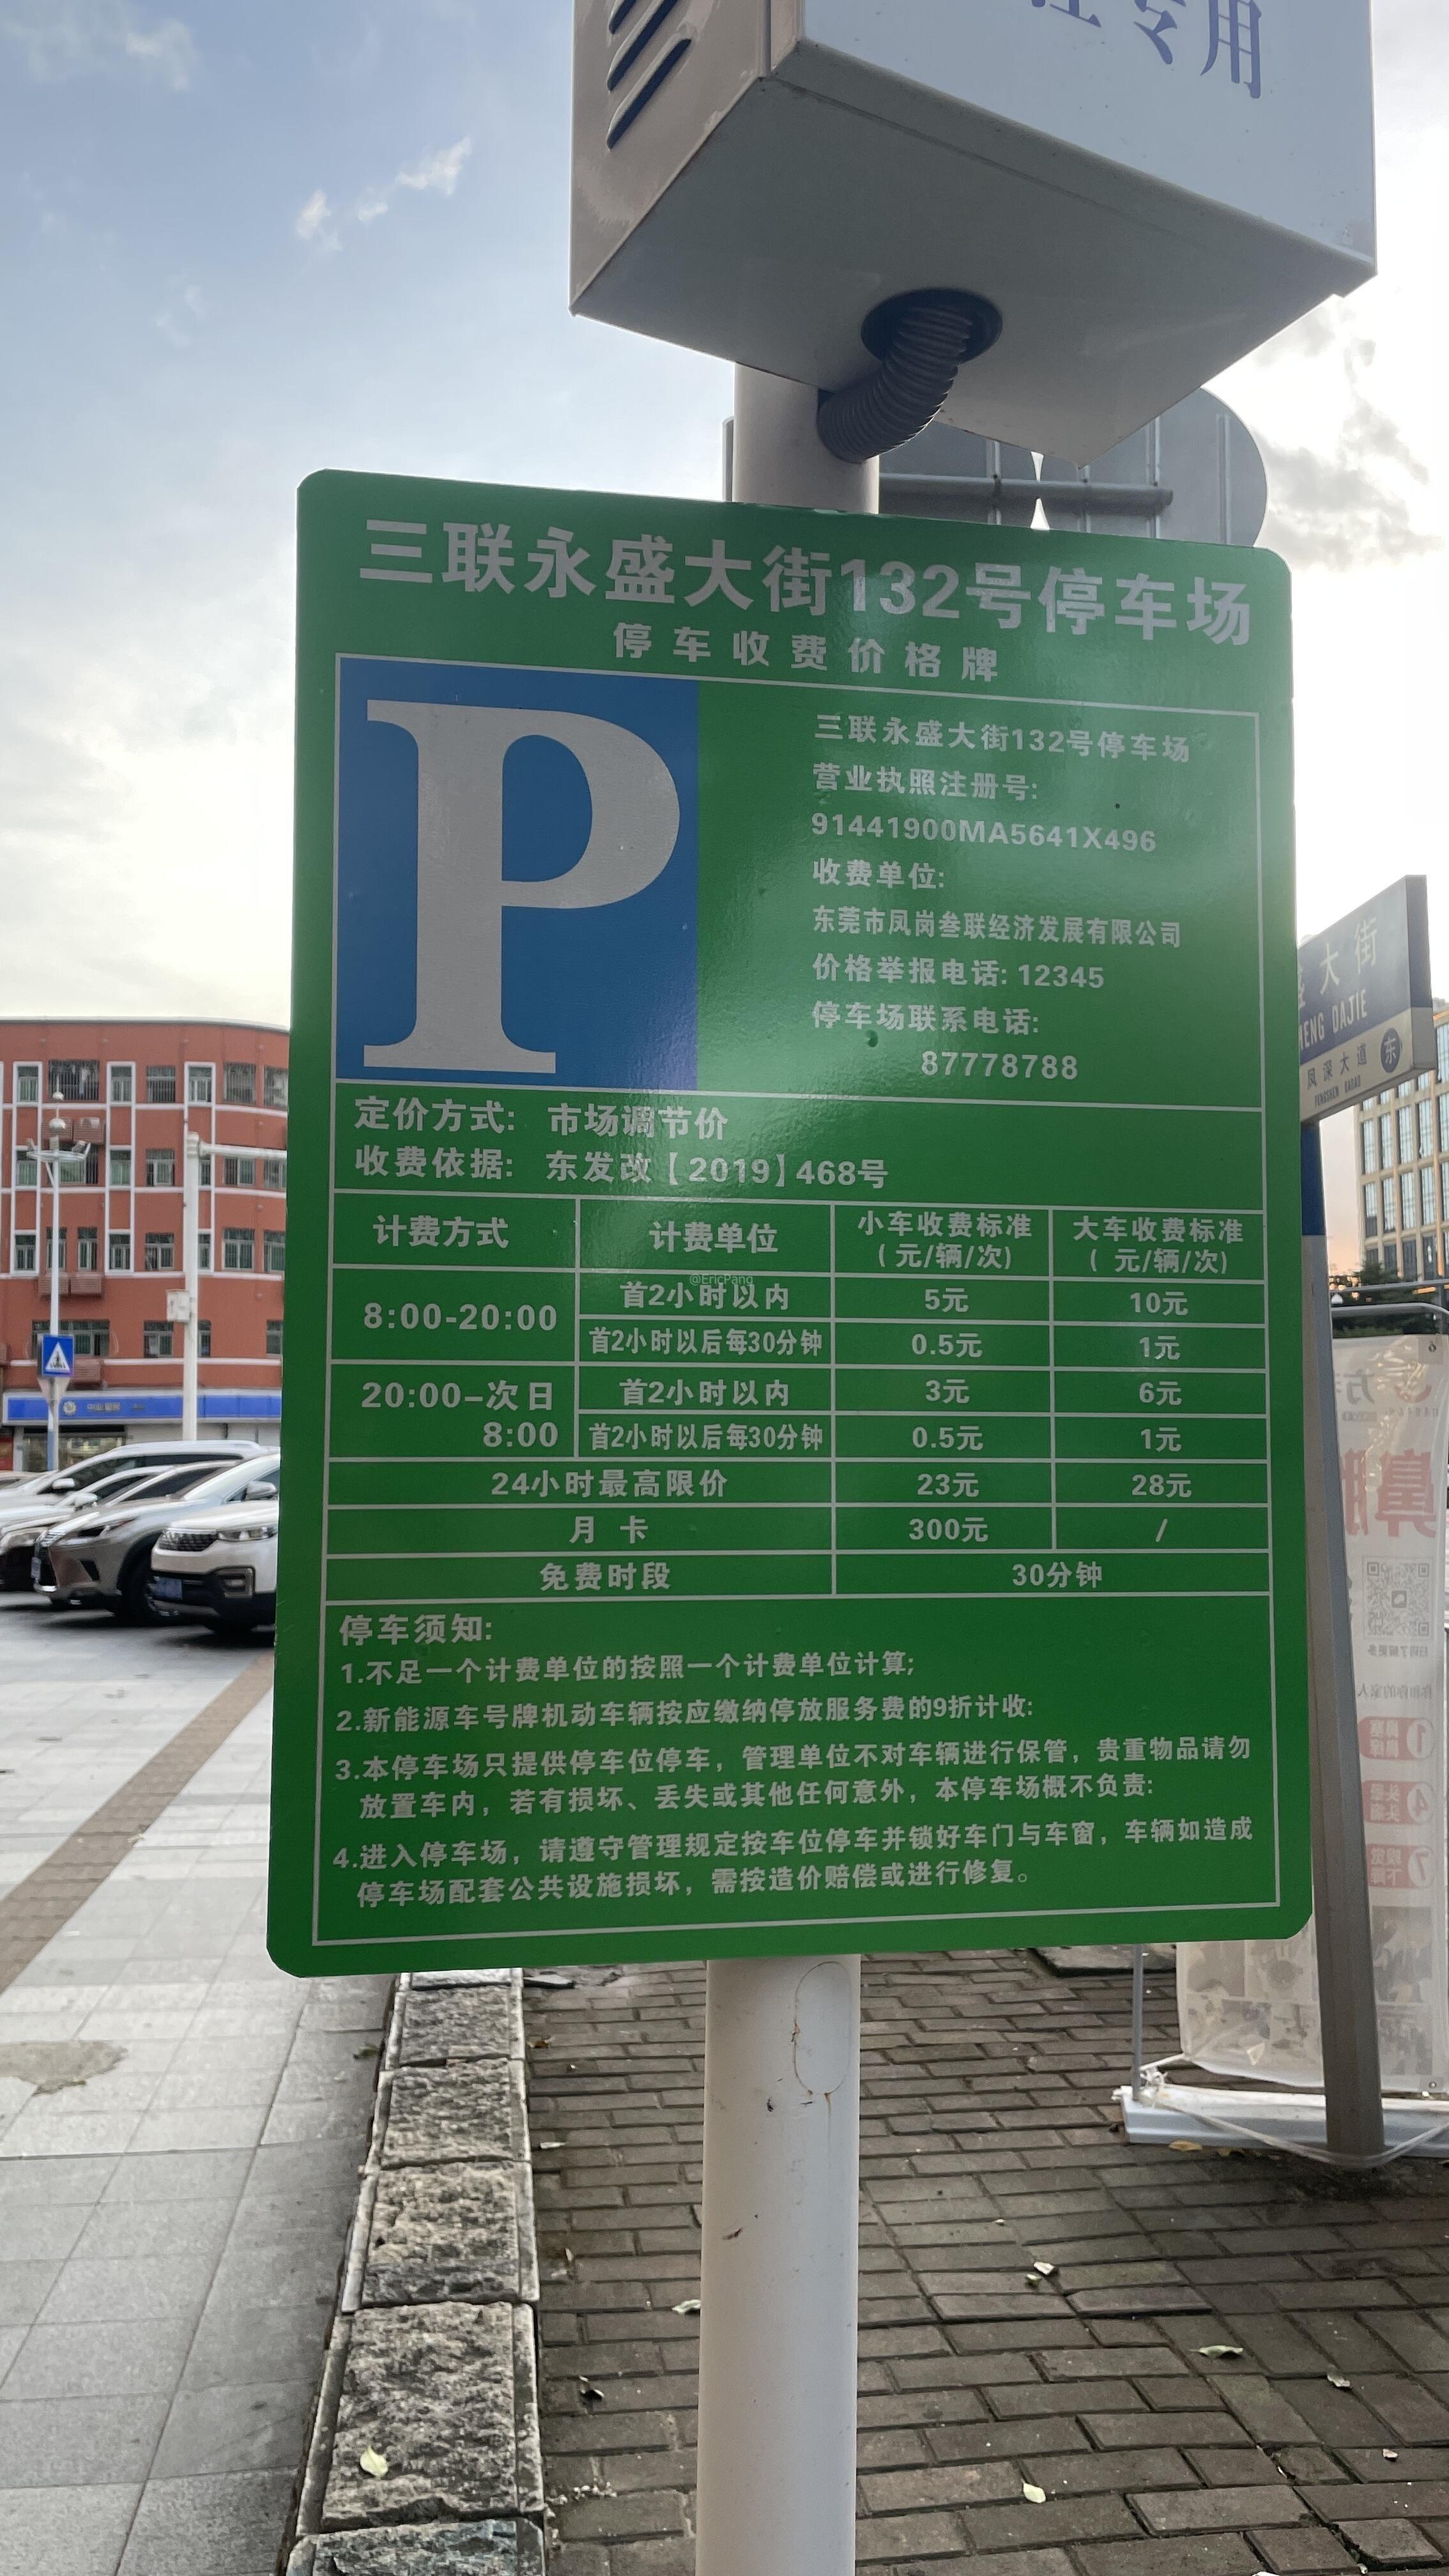 专用
三联永盛大街132号停车场
停车收费价格牌
P
三联永盛大街132号停车场
营业执照注册号:
91441900MA5641X496
收费单位:
东莞市凤岗叁联经济发展有限公司
价格举报电话: 12345
停车场联系电话:
87778788
定价方式: 市场调节价
收费依据: 东发改【2019】468号
计费方式 计费单位 小车收费标准(元/辆/次) 大车收费标准( 元/辆/次)
8:00-20:00 首2小时以内 5元 10元
首2小时以后每30分钟 0.5元 1元
20:00-次日8:00 首2小时以内 3元 6元
首2小时以后每30分钟 0.5元 1元
24小时最高限价 23元 28元
月 卡 300元 /
免费时段 30分钟
停车须知:
1.不足一个计费单位的按照一个计费单位计算;
2.新能源车号牌机动车辆按应缴纳停放服务费的9折计收:
3.本停车场只提供停车位停车，管理单位不对车辆进行保管，贵重物品请勿
放置车内，若有损坏、丢失或其他任何意外，本停车场概不负责:
4.进入停车场，请遵守管理规定按车位停车并锁好车门与车窗，车辆如造成
停车场配套公共设施损坏，需按造价赔偿或进行修复。
@EricPang
大街
HENG DAJIE
凤深大道 东
FENGSHEN DADAO